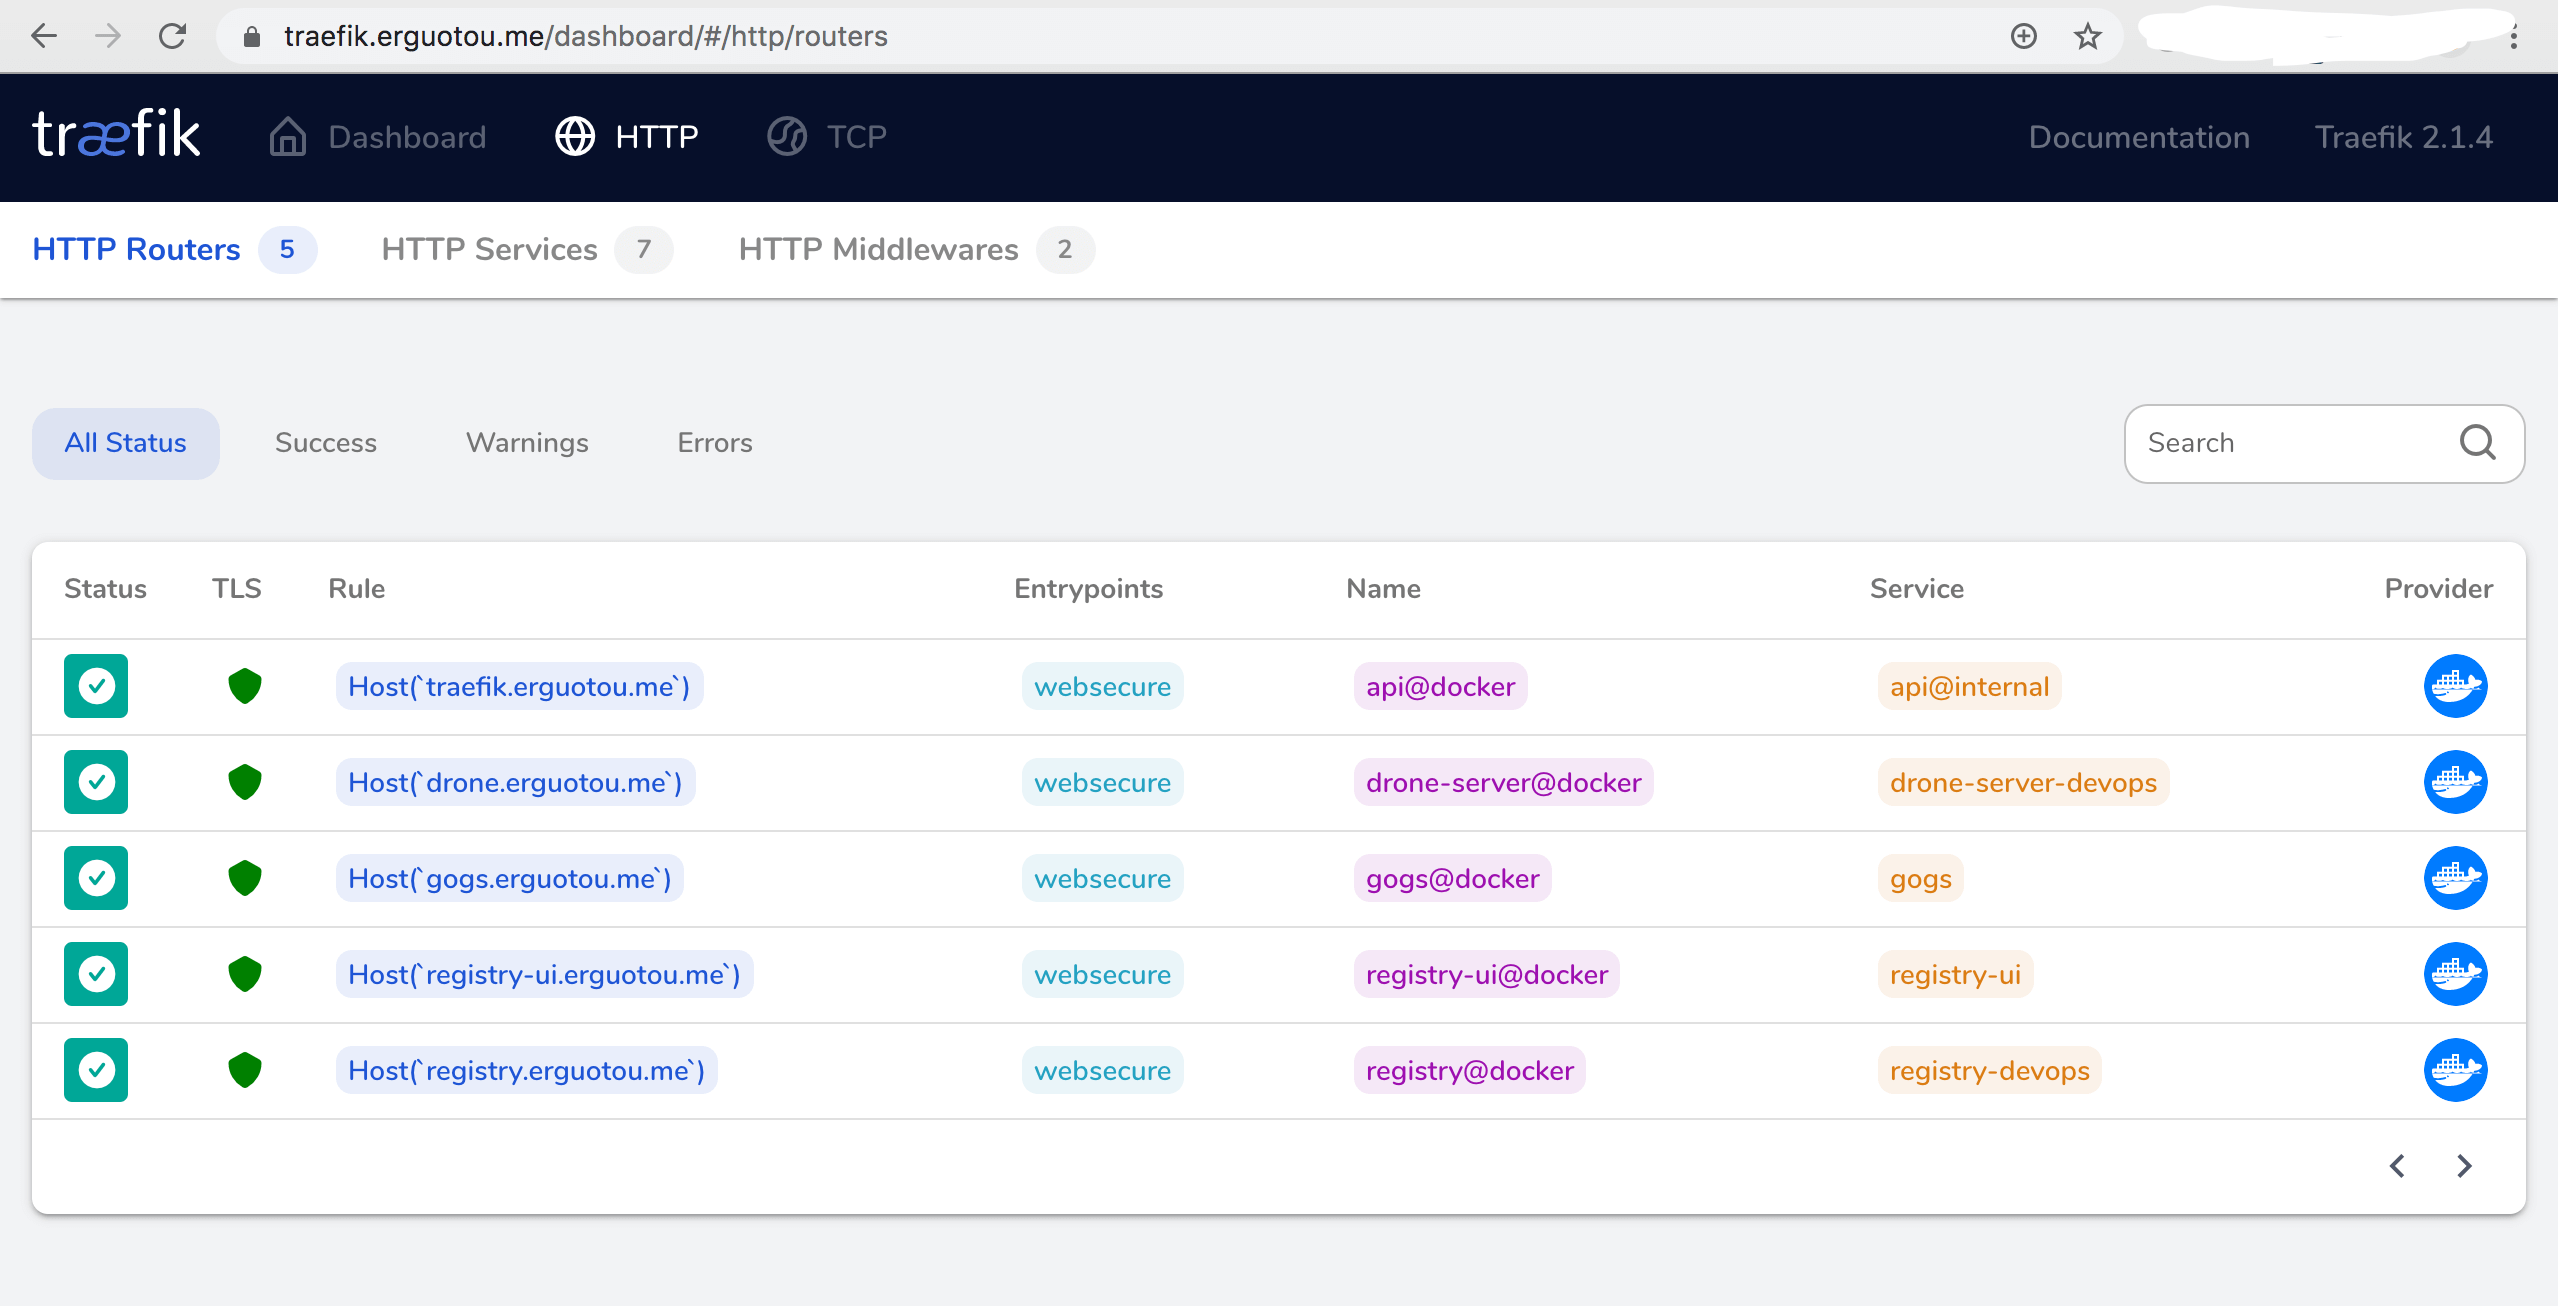 traefik.erguotou.me/dashboard/#/http/routers
træfik Dashboard HTTP TCP Documentation Traefik 2.1.4
HTTP Routers 5 HTTP Services 7 HTTP Middlewares 2
All Status Success Warnings Errors Search
Status TLS Rule Entrypoints Name Service Provider
Host(`traefik.erguotou.me`) websecure api@docker api@internal
Host(`drone.erguotou.me`) websecure drone-server@docker drone-server-devops
Host(`gogs.erguotou.me`) websecure gogs@docker gogs
Host(`registry-ui.erguotou.me`) websecure registry-ui@docker registry-ui
Host(`registry.erguotou.me`) websecure registry@docker registry-devops